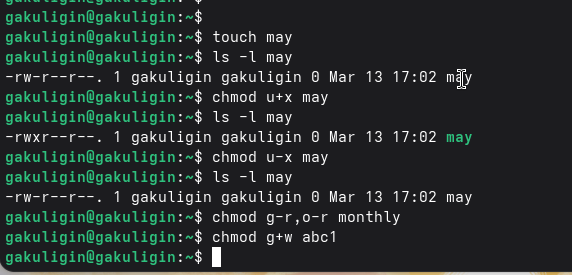 gakuligin@gakuligin:~$
gakuligin@gakuligin:~$ touch may
gakuligin@gakuligin:~$ ls -l may
-rw-r--r--. 1 gakuligin gakuligin 0 Mar 13 17:02 may
gakuligin@gakuligin:~$ chmod u+x may
gakuligin@gakuligin:~$ ls -l may
-rwxr--r--. 1 gakuligin gakuligin 0 Mar 13 17:02 may
gakuligin@gakuligin:~$ chmod u-x may
gakuligin@gakuligin:~$ ls -l may
-rw-r--r--. 1 gakuligin gakuligin 0 Mar 13 17:02 may
gakuligin@gakuligin:~$ chmod g-r,o-r monthly
gakuligin@gakuligin:~$ chmod g+w abc1
gakuligin@gakuligin:~$